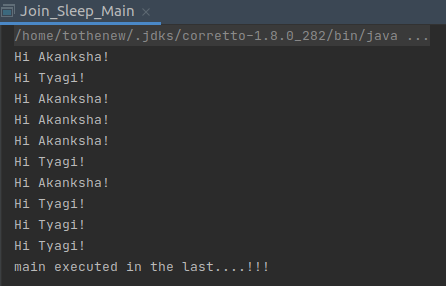 Join_Sleep_Main ×
/home/tothenew/.jdks/corretto-1.8.0_282/bin/java ...
Hi Akanksha!
Hi Tyagi!
Hi Akanksha!
Hi Akanksha!
Hi Akanksha!
Hi Tyagi!
Hi Akanksha!
Hi Tyagi!
Hi Tyagi!
Hi Tyagi!
main executed in the last....!!!